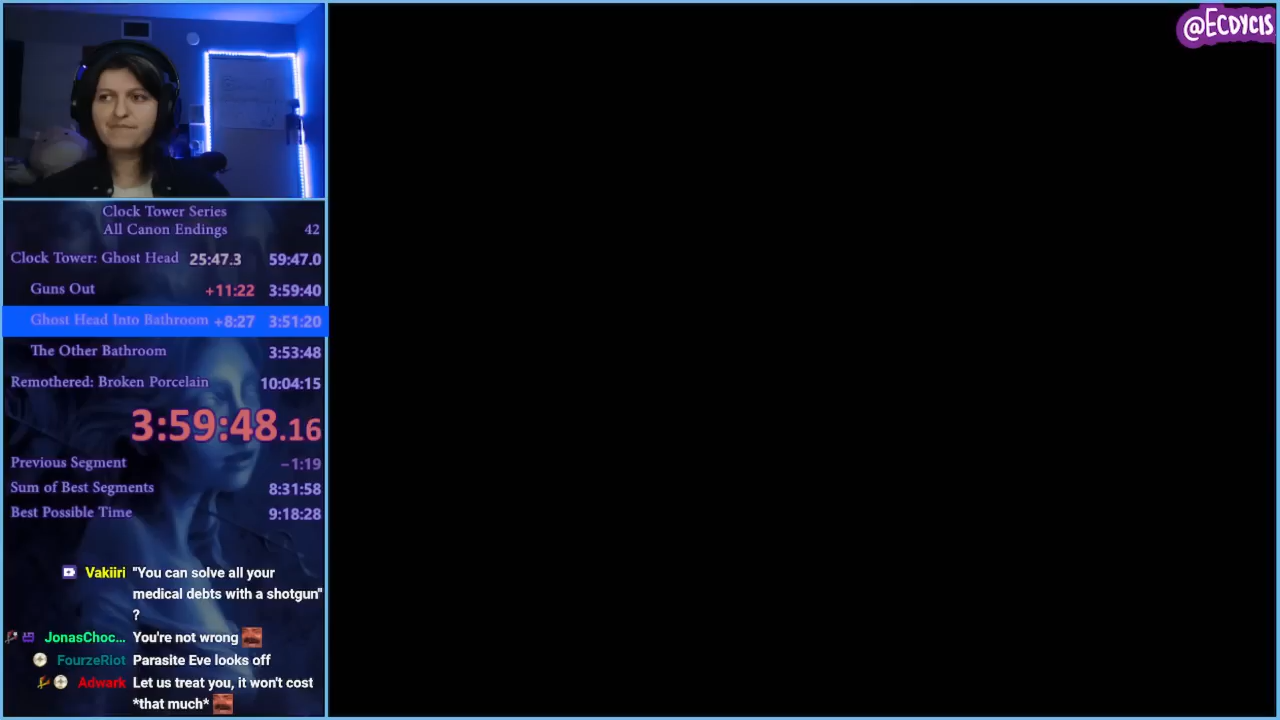 @ECDYCIS
Clock Tower Series
All Canon Endings 42
Clock Tower: Ghost Head 25:47.3 59:47.0
Guns Out +11:22 3:59:40
Ghost Head Into Bathroom +8:27 3:51:20
The Other Bathroom 3:53:48
Remothered: Broken Porcelain 10:04:15
3:59:48.16
Previous Segment −1:19
Sum of Best Segments 8:31:58
Best Possible Time 9:18:28
Vakiiri "You can solve all your
medical debts with a shotgun"
?
JonasChoc... You're not wrong
FourzeRiot Parasite Eve looks off
Adwark Let us treat you, it won't cost
*that much*